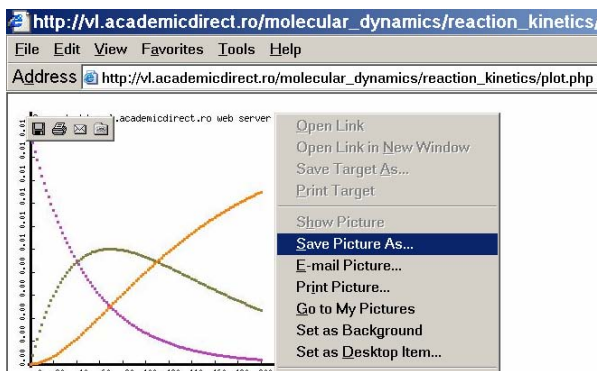 http://vl.academicdirect.ro/molecular_dynamics/reaction_kinetics/
File Edit View Favorites Tools Help
Address http://vl.academicdirect.ro/molecular_dynamics/reaction_kinetics/plot.php
.academicdirect.ro web server
Open Link
Open Link in New Window
Save Target As...
Print Target
Show Picture
Save Picture As...
E-mail Picture...
Print Picture...
Go to My Pictures
Set as Background
Set as Desktop Item...